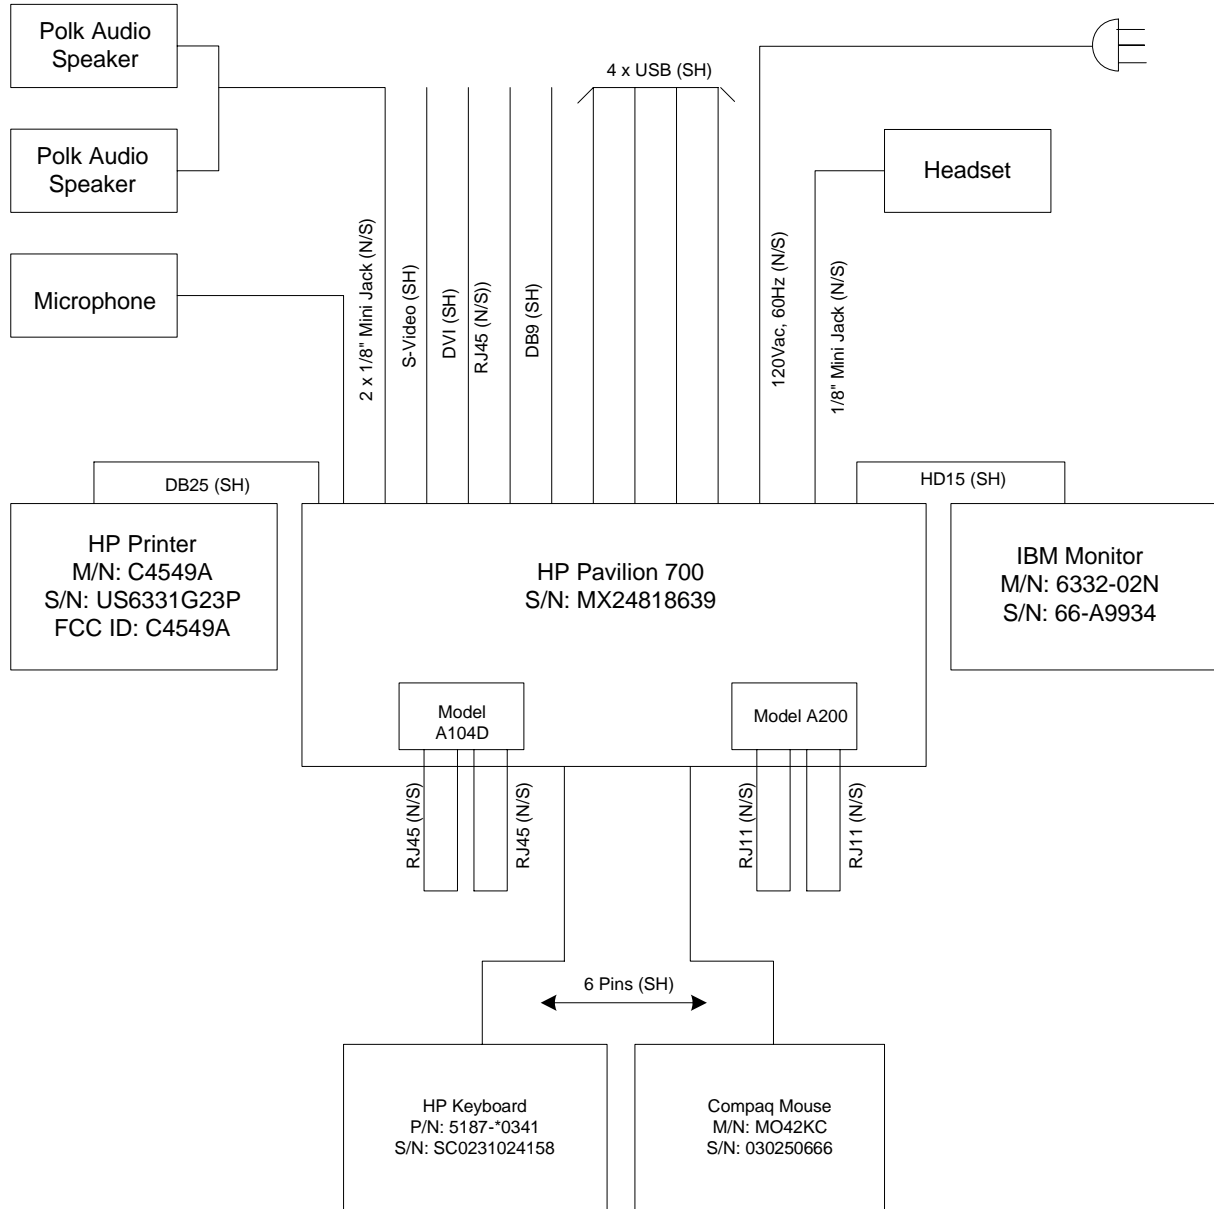 Polk Audio
Speaker
4 x USB (SH)
Polk Audio
Speaker
Headset
Microphone
2 x 1/8" Mini Jack (N/S)
S-Video (SH)
DVI (SH)
RJ45 (N/S))
DB9 (SH)
120Vac, 60Hz (N/S)
1/8" Mini Jack (N/S)
DB25 (SH)
HD15 (SH)
HP Printer
M/N: C4549A
S/N: US6331G23P
FCC ID: C4549A
HP Pavilion 700
S/N: MX24818639
IBM Monitor
M/N: 6332-02N
S/N: 66-A9934
Model
A104D
Model A200
RJ45 (N/S)
RJ45 (N/S)
RJ11 (N/S)
RJ11 (N/S)
6 Pins (SH)
HP Keyboard
P/N: 5187-*0341
S/N: SC0231024158
Compaq Mouse
M/N: MO42KC
S/N: 030250666